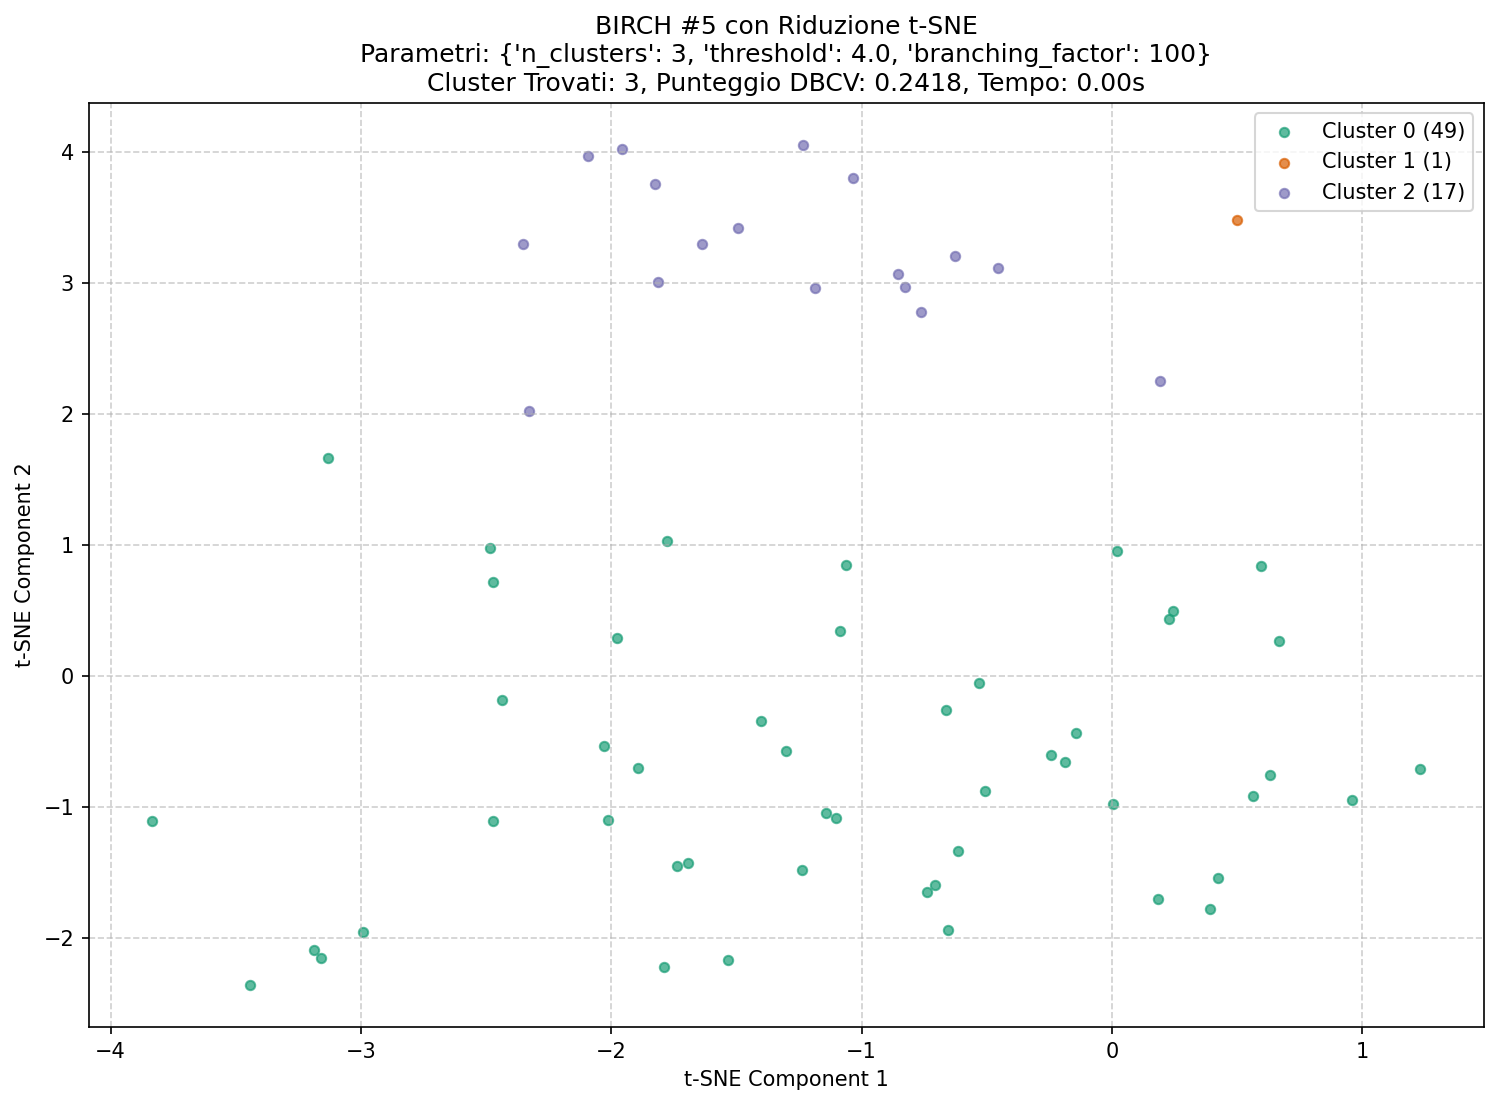 BIRCH #5 con Riduzione t-SNE
Parametri: {'n_clusters': 3, 'threshold': 4.0, 'branching_factor': 100}
Cluster Trovati: 3, Punteggio DBCV: 0.2418, Tempo: 0.00s
Cluster 0 (49)
Cluster 1 (1)
Cluster 2 (17)
t-SNE Component 2
4
3
2
1
0
−1
−2
−4
−3
−2
−1
0
1
t-SNE Component 1